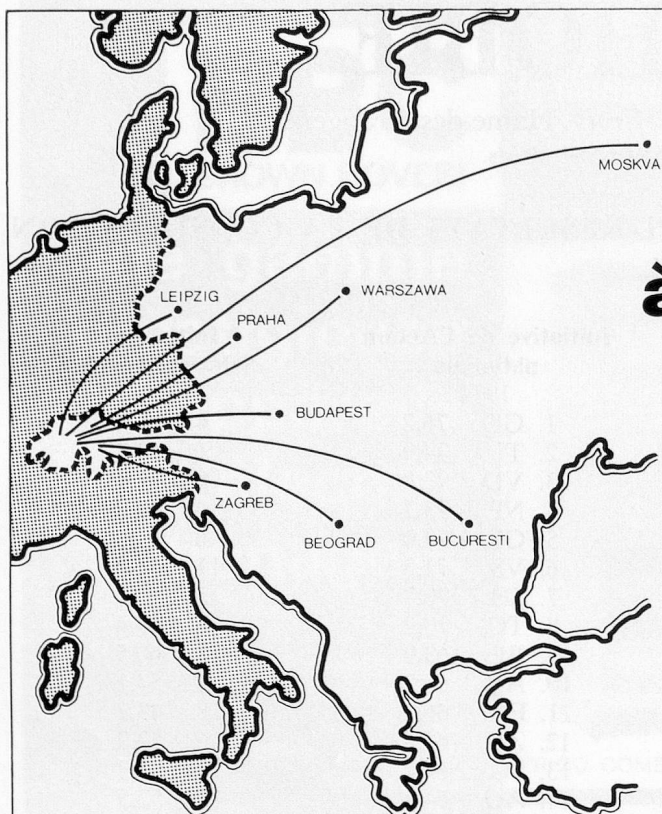 MOSKVA
WARSZAWA
LEIPZIG
PRAHA
BUDAPEST
ZAGREB
BEOGRAD
BUCURESTI